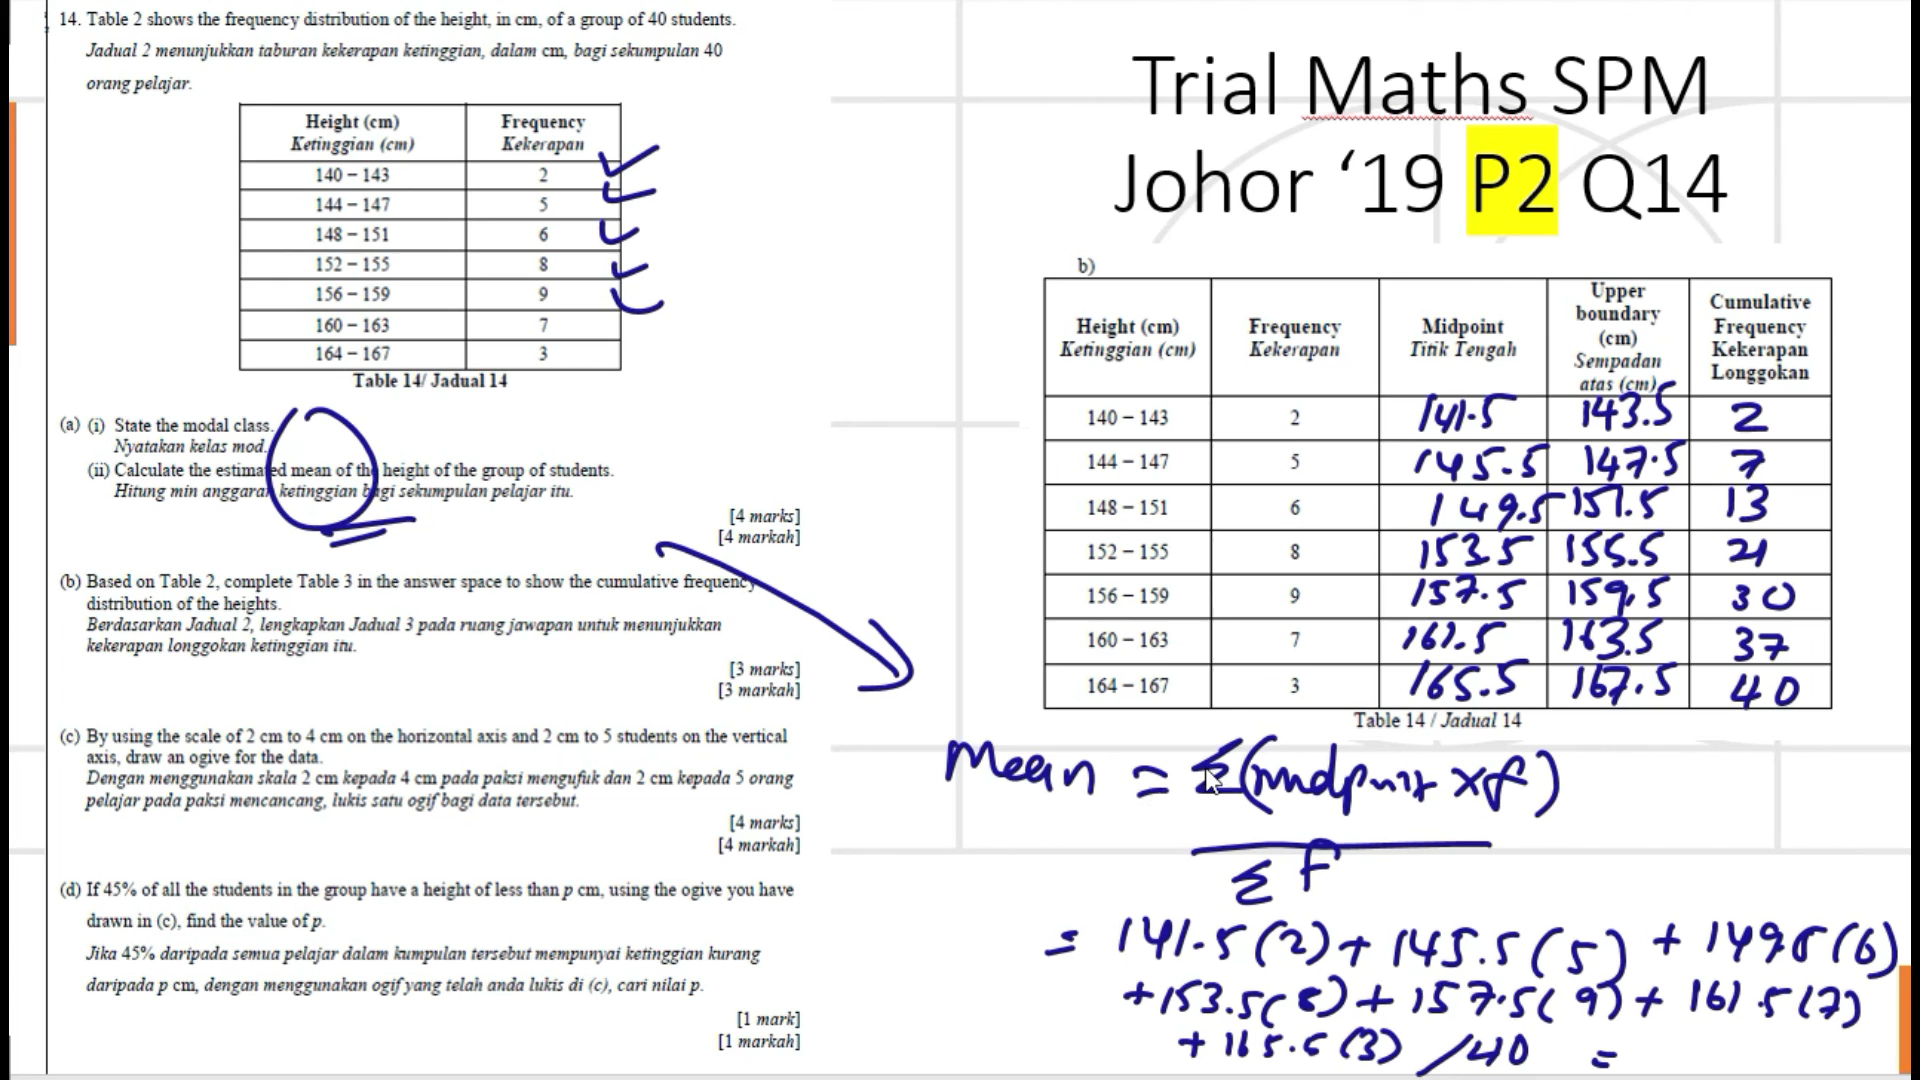 14. Table 2 shows the frequency distribution of the height, in cm, of a group of 40 students.
Jadual 2 menunjukkan taburan kekerapan ketinggian, dalam cm, bagi sekumpulan 40
orang pelajar.
Height (cm) Frequency
Ketinggian (cm) Kekerapan
140 – 143 2
144 – 147 5
148 – 151 6
152 – 155 8
156 – 159 9
160 – 163 7
164 – 167 3
Table 14/ Jadual 14
(a) (i) State the modal class.
Nyatakan kelas mod.
(ii) Calculate the estimated mean of the height of the group of students.
Hitung min anggaran ketinggian bagi sekumpulan pelajar itu.
[4 marks]
[4 markah]
(b) Based on Table 2, complete Table 3 in the answer space to show the cumulative frequency
distribution of the heights.
Berdasarkan Jadual 2, lengkapkan Jadual 3 pada ruang jawapan untuk menunjukkan
kekerapan longgokan ketinggian itu.
[3 marks]
[3 markah]
(c) By using the scale of 2 cm to 4 cm on the horizontal axis and 2 cm to 5 students on the vertical
axis, draw an ogive for the data.
Dengan menggunakan skala 2 cm kepada 4 cm pada paksi mengufuk dan 2 cm kepada 5 orang
pelajar pada paksi mencancang, lukis satu ogif bagi data tersebut.
[4 marks]
[4 markah]
(d) If 45% of all the students in the group have a height of less than p cm, using the ogive you have
drawn in (c), find the value of p.
Jika 45% daripada semua pelajar dalam kumpulan tersebut mempunyai ketinggian kurang
daripada p cm, dengan menggunakan ogif yang telah anda lukis di (c), cari nilai p.
[1 mark]
[1 markah]
Trial Maths SPM
Johor ‘19 P2 Q14
b)
Height (cm) Frequency Midpoint Upper boundary (cm) Cumulative Frequency
Ketinggian (cm) Kekerapan Titik Tengah Sempadan atas (cm) Kekerapan Longgokan
140 – 143 2 141.5 143.5 2
144 – 147 5 145.5 147.5 7
148 – 151 6 149.5 151.5 13
152 – 155 8 153.5 155.5 21
156 – 159 9 157.5 159.5 30
160 – 163 7 161.5 163.5 37
164 – 167 3 165.5 167.5 40
Table 14 / Jadual 14
Mean = Σ(midpoint × f)
Σ f
= 141.5(2) + 145.5(5) + 149.5(6)
+153.5(8) + 157.5(9) + 161.5(7)
+ 165.5(3) /40 =